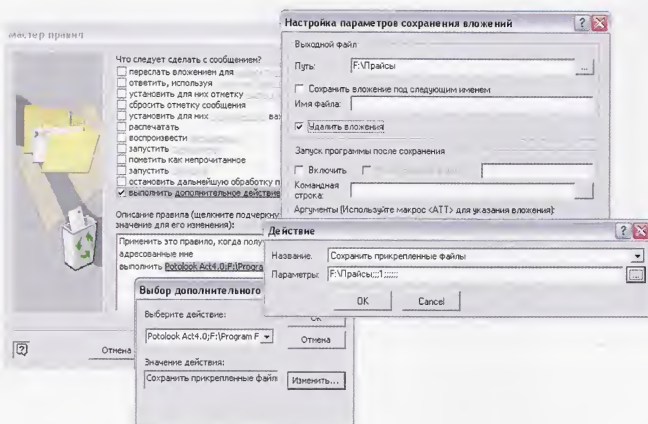 Мастер правил
Что следует сделать с сообщением?
переслать вложением для
ответить, используя
установить для них отметку
сбросить отметку сообщения
установить для них важ
распечатать
воспроизвести
запустить
пометить как непрочитанное
запустить
остановить дальнейшую обработку п
выполнить дополнительное действие
Описание правила (щелкните подчеркну
значение для его изменения):
Применить это правило, когда полу
адресованные мне
выполнить Potolook Act4.0;F:\Progra
Отмена
Настройка параметров сохранения вложений
Выходной файл
Путь: F:\Прайсы ...
Сохранить вложение под следующим именем
Имя файла:
Удалить вложения
Запуск программы после сохранения
Включить
Командная
строка:
Аргументы (Используйте макрос <ATT> для указания вложения):
Действие
Название: Сохранить прикрепленные файлы
Параметры: F:\Прайсы;;;1;;;;;; ...
OK Cancel
Выбор дополнительного
Выберите действие:
OK
Potolook Act4.0;F:\Program F
Отмена
Значение действия:
Сохранить прикрепленные файл
Изменить...